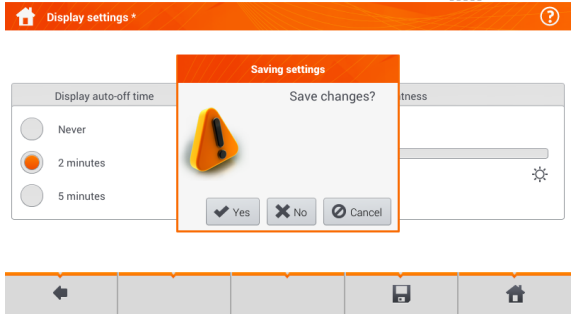 Display settings *
?
Saving settings
Save changes?
Display auto-off time
tness
Never
2 minutes
5 minutes
Yes
No
Cancel